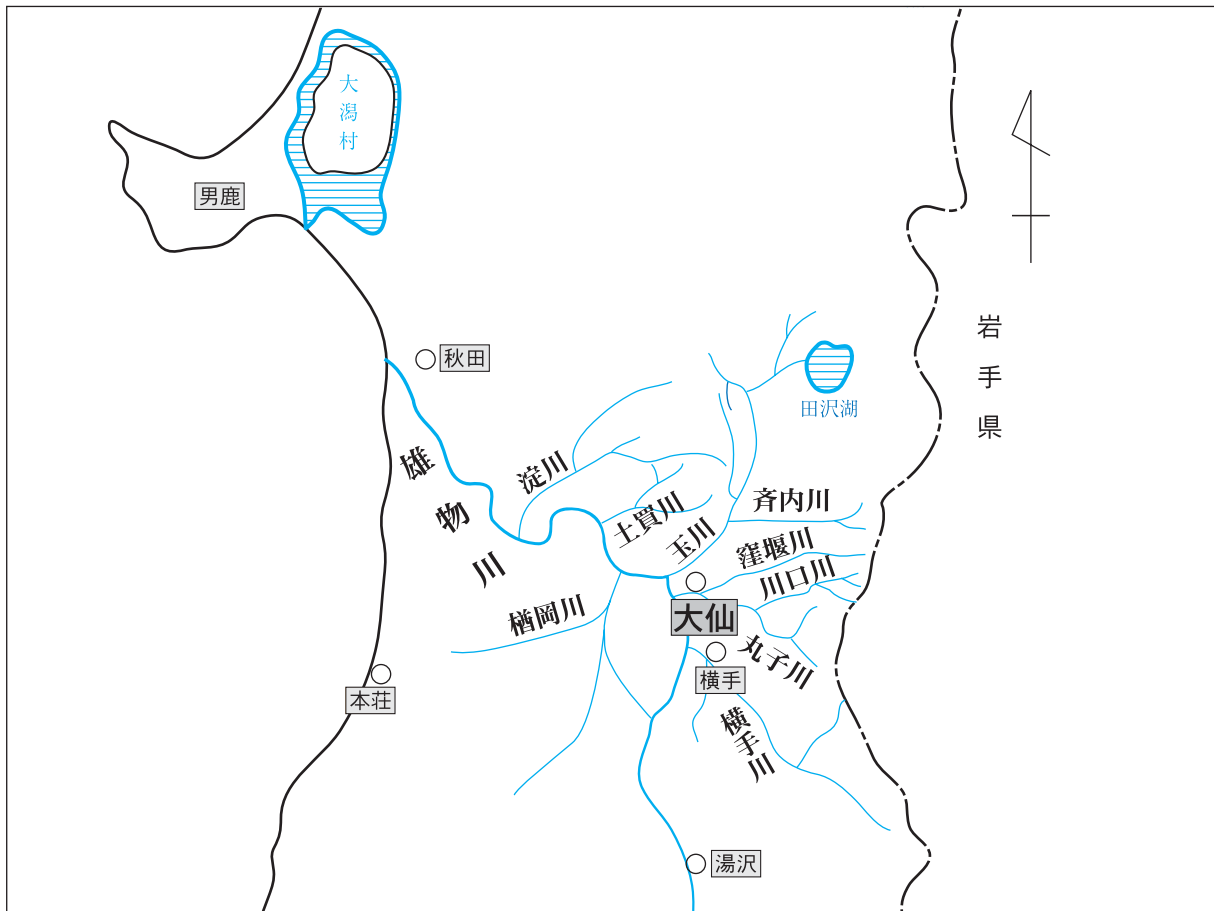 大潟村
男鹿
岩手県
秋田
田沢湖
雄物川
淀川
土買川
玉川
斉内川
窪堰川
川口川
大仙
楢岡川
丸子川
横手
本荘
横手川
湯沢